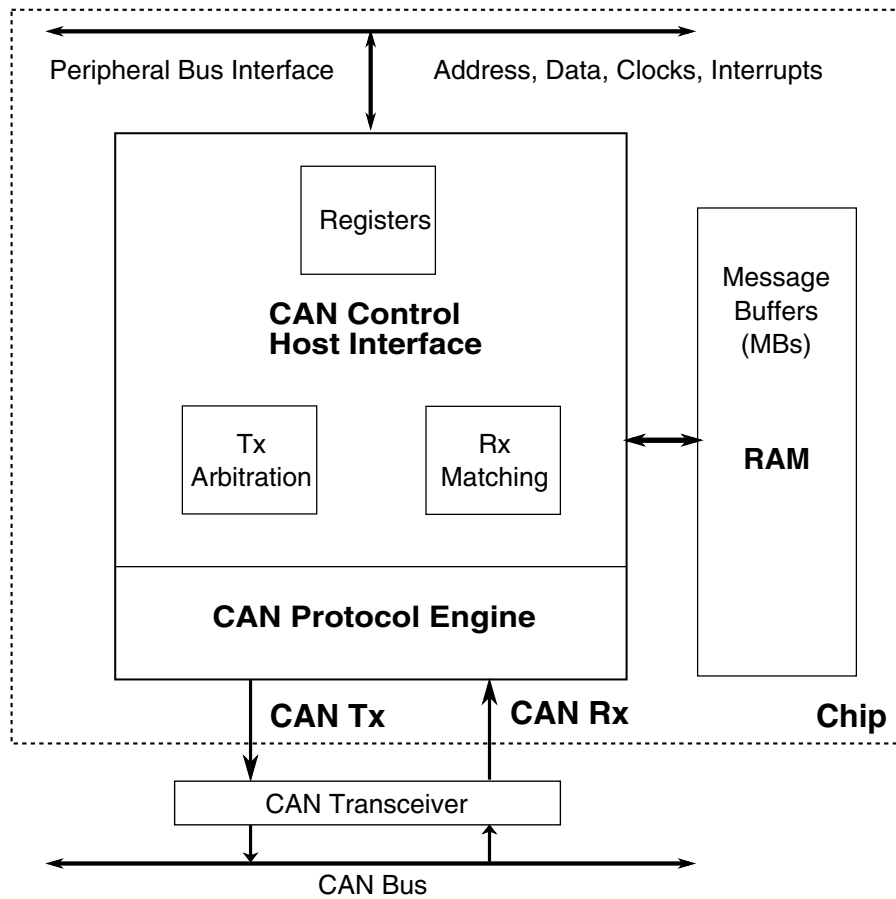 Peripheral Bus Interface
Address, Data, Clocks, Interrupts
Registers
CAN Control
Host Interface
Message
Buffers
(MBs)
Tx
Arbitration
Rx
Matching
RAM
CAN Protocol Engine
CAN Tx
CAN Rx
Chip
CAN Transceiver
CAN Bus